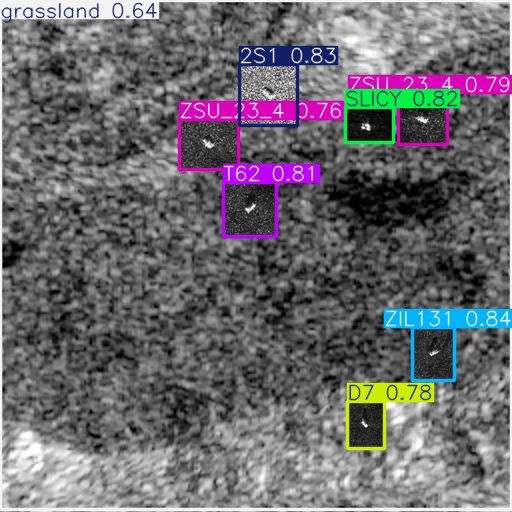 grassland 0.64
2S1 0.83
ZSU_23_4 0.79
SLICY 0.82
ZSU_23_4 0.76
T62 0.81
ZIL131 0.84
D7 0.78